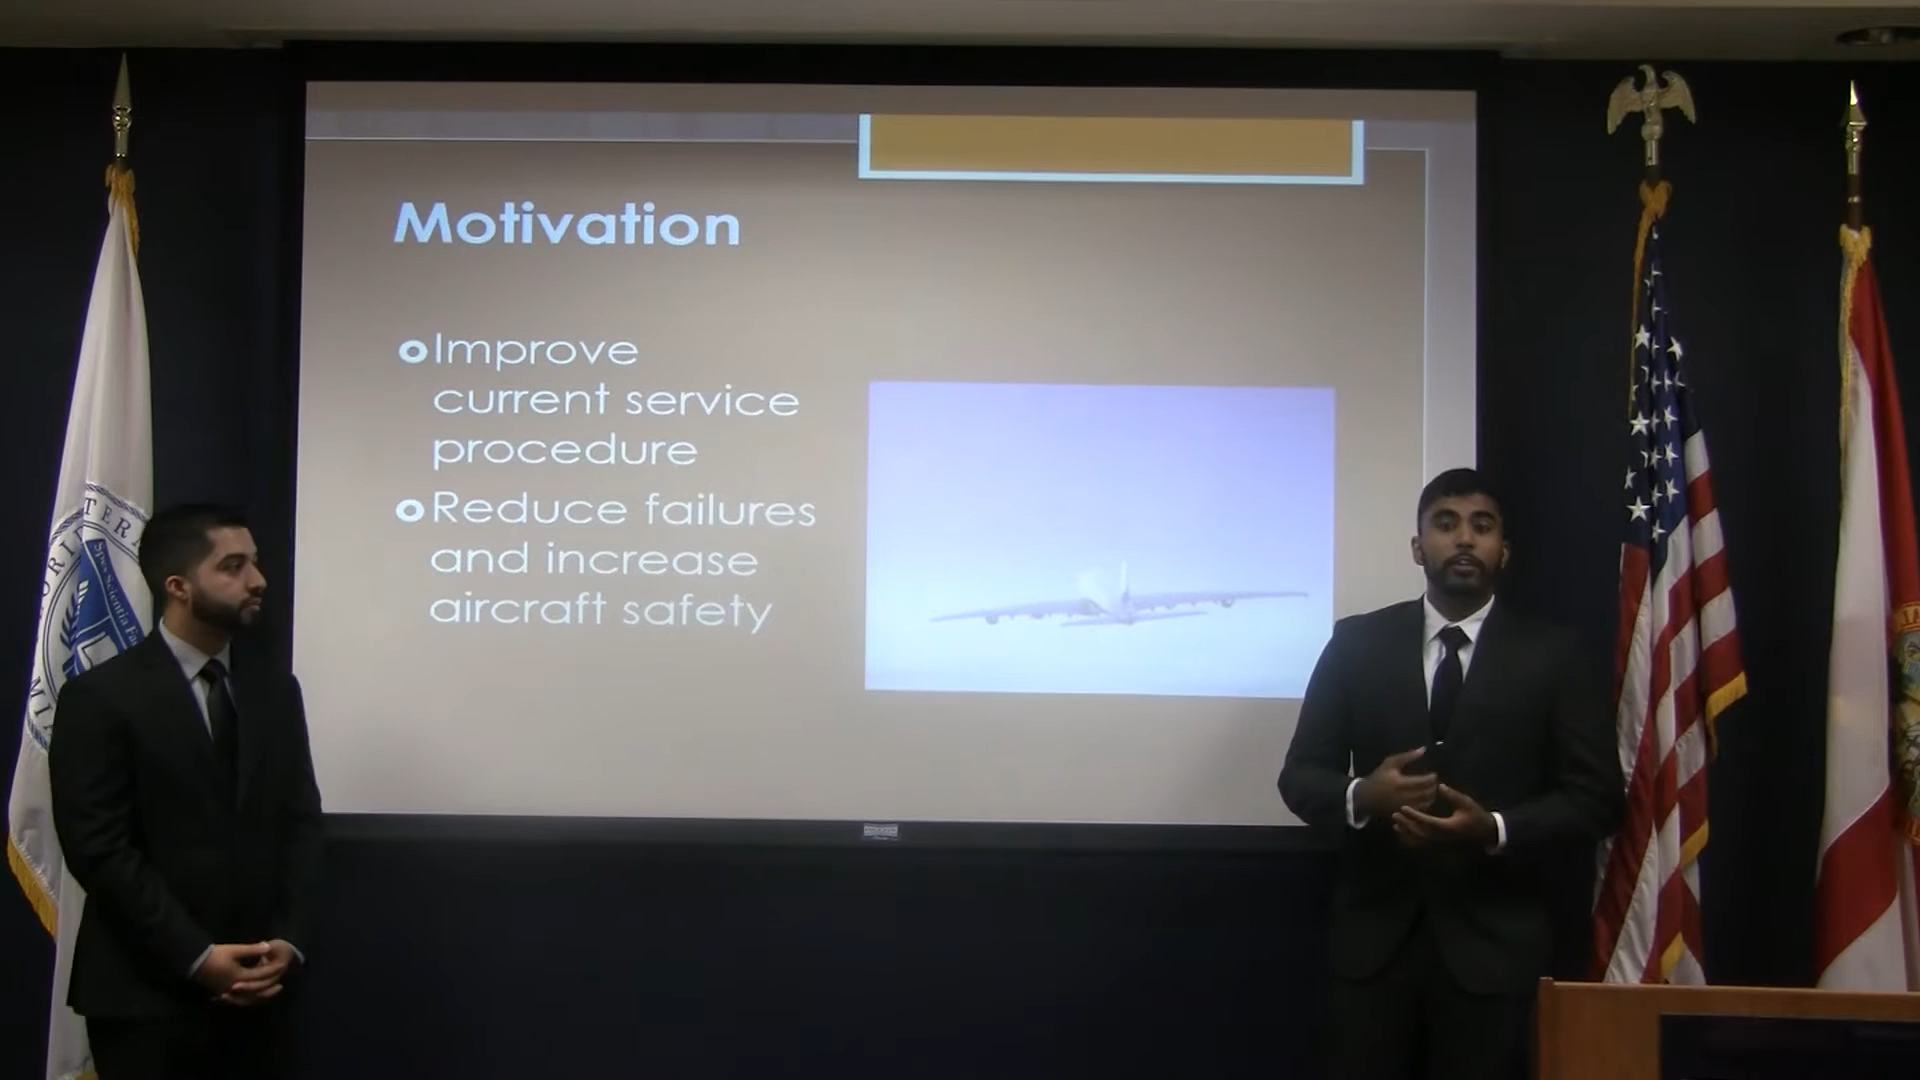 Motivation
Improve
current service
procedure
Reduce failures
and increase
aircraft safety